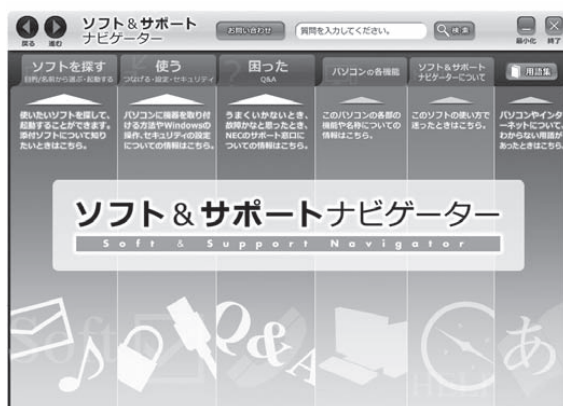 戻る 進む
ソフト&サポート
ナビゲーター
お問い合わせ
質問を入力してください。
検索
最小化 終了
ソフトを探す
目的/名前から選ぶ・起動する
使う
つなげる・設定・セキュリティ
困った
Q&A
パソコンの各機能
ソフト&サポート
ナビゲーターについて
用語集
使いたいソフトを探して、
起動することができます。
添付ソフトについて知り
たいときはこちら。
パソコンに機器を取り付
ける方法やWindowsの
操作、セキュリティの設定
についての情報はこちら。
うまくいかないとき、
故障かなと思ったとき、
NECのサポート窓口に
ついての情報はこちら。
このパソコンの各部の
機能や名称についての
情報はこちら。
このソフトの使い方で
迷ったときはこちら。
パソコンやインタ
ーネットについて、
わからない用語が
あったときはこちら
ソフト&サポートナビゲーター
Soft & Support Navigator
Soft
Q&A
HELP
あ